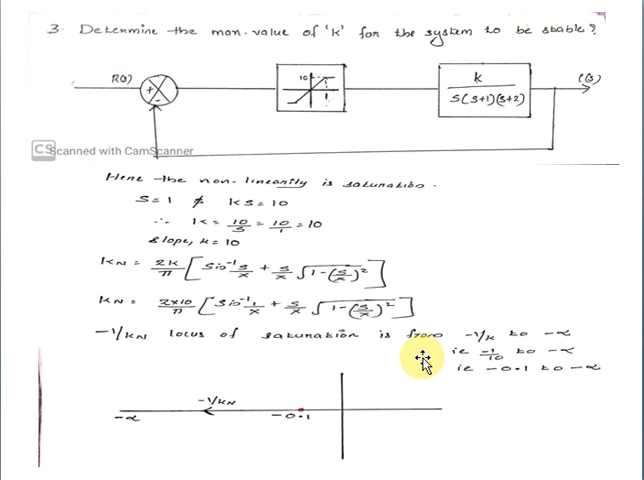 3. Determine the max. value of 'k' for the system to be stable?
R(s)
+
-
10
1
k
s(s+1)(s+2)
C(s)
CS Scanned with CamScanner
Here the non-linearity is saturation.
S=1 & KS=10
∴ K = 10/S = 10/1 = 10
slope, K = 10
KN = 2K/π [ sin⁻¹ S/X + S/X √1-(S/X)² ]
KN = 2×10/π [ sin⁻¹ 1/X + S/X √1-(S/X)² ]
-1/KN locus of saturation is from -1/K to -∝
ie -1/10 to -∝
ie -0.1 to -∝
-1/KN
-∝
-0.1